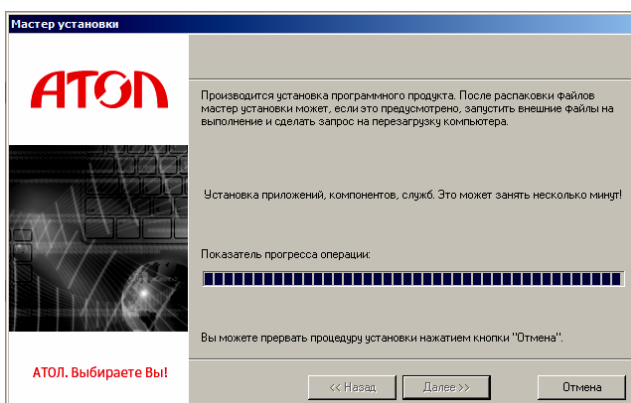 Мастер установки
АТОЛ
Производится установка программного продукта. После распаковки файлов
мастер установки может, если это предусмотрено, запустить внешние файлы на
выполнение и сделать запрос на перезагрузку компьютера.
Установка приложений, компонентов, служб. Это может занять несколько минут!
Показатель прогресса операции:
Вы можете прервать процедуру установки нажатием кнопки "Отмена".
АТОЛ. Выбираете Вы!
<< Назад
Далее >>
Отмена